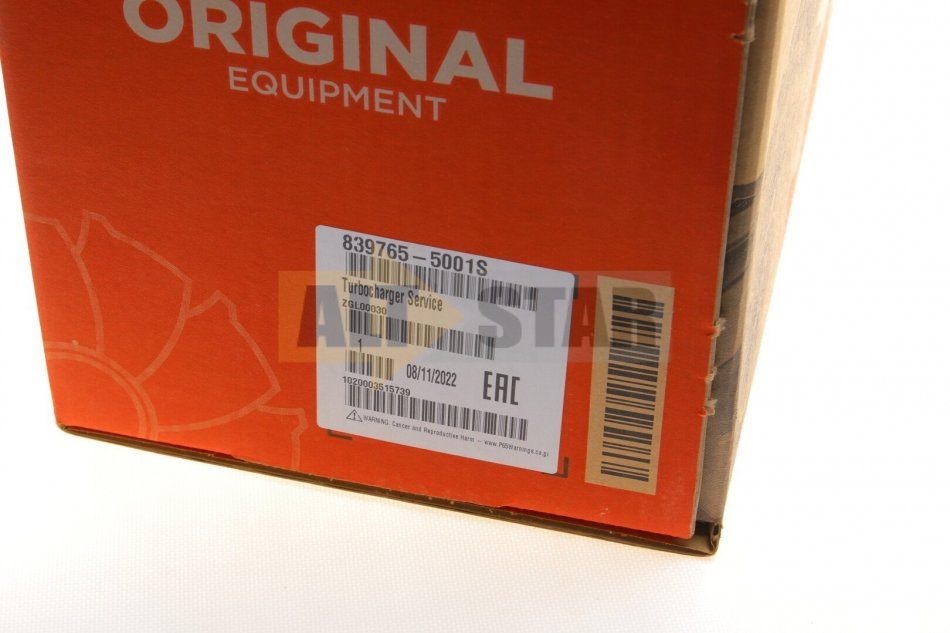 ORIGINAL
EQUIPMENT
839765-5001S
Turbocharger Service
ZGL00030
1
08/11/2022
EAC
1020003515739
WARNING: Cancer and Reproductive Harm - www.P65Warnings.ca.gov
ALT STAR